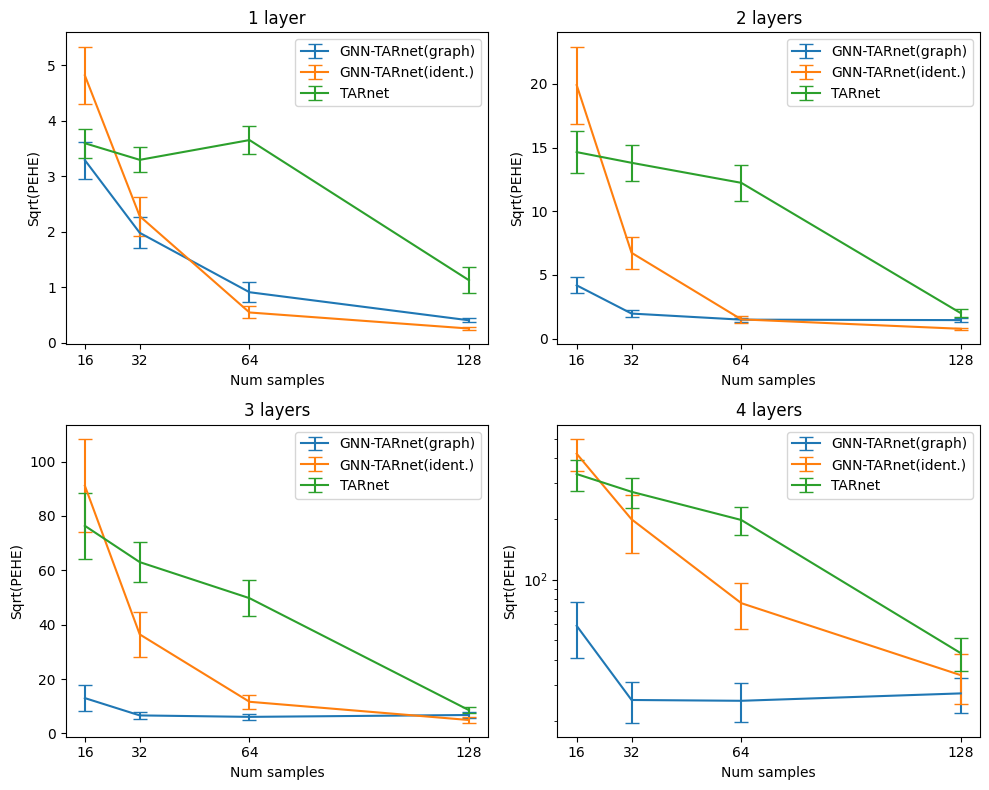 1 layer
GNN-TARnet(graph)
GNN-TARnet(ident.)
TARnet
5
4
3
2
1
0
Sqrt(PEHE)
16 32 64 128
Num samples
2 layers
GNN-TARnet(graph)
GNN-TARnet(ident.)
TARnet
20
15
10
5
0
Sqrt(PEHE)
16 32 64 128
Num samples
3 layers
GNN-TARnet(graph)
GNN-TARnet(ident.)
TARnet
100
80
60
40
20
0
Sqrt(PEHE)
16 32 64 128
Num samples
4 layers
GNN-TARnet(graph)
GNN-TARnet(ident.)
TARnet
10²
Sqrt(PEHE)
16 32 64 128
Num samples